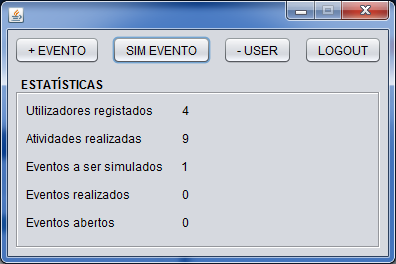 + EVENTO SIM EVENTO - USER LOGOUT
ESTATÍSTICAS
Utilizadores registados 4
Atividades realizadas 9
Eventos a ser simulados 1
Eventos realizados 0
Eventos abertos 0